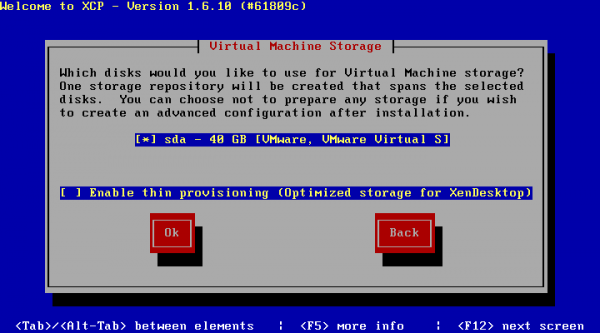 Welcome to XCP - Version 1.6.10 (#61809c)
Virtual Machine Storage
Which disks would you like to use for Virtual Machine storage?
One storage repository will be created that spans the selected
disks.  You can choose not to prepare any storage if you wish
to create an advanced configuration after installation.
[*] sda - 40 GB [VMware, VMware Virtual S]
[ ] Enable thin provisioning (Optimized storage for XenDesktop)
Ok
Back
<Tab>/<Alt-Tab> between elements   ¦  <F5> more info    ¦  <F12> next screen